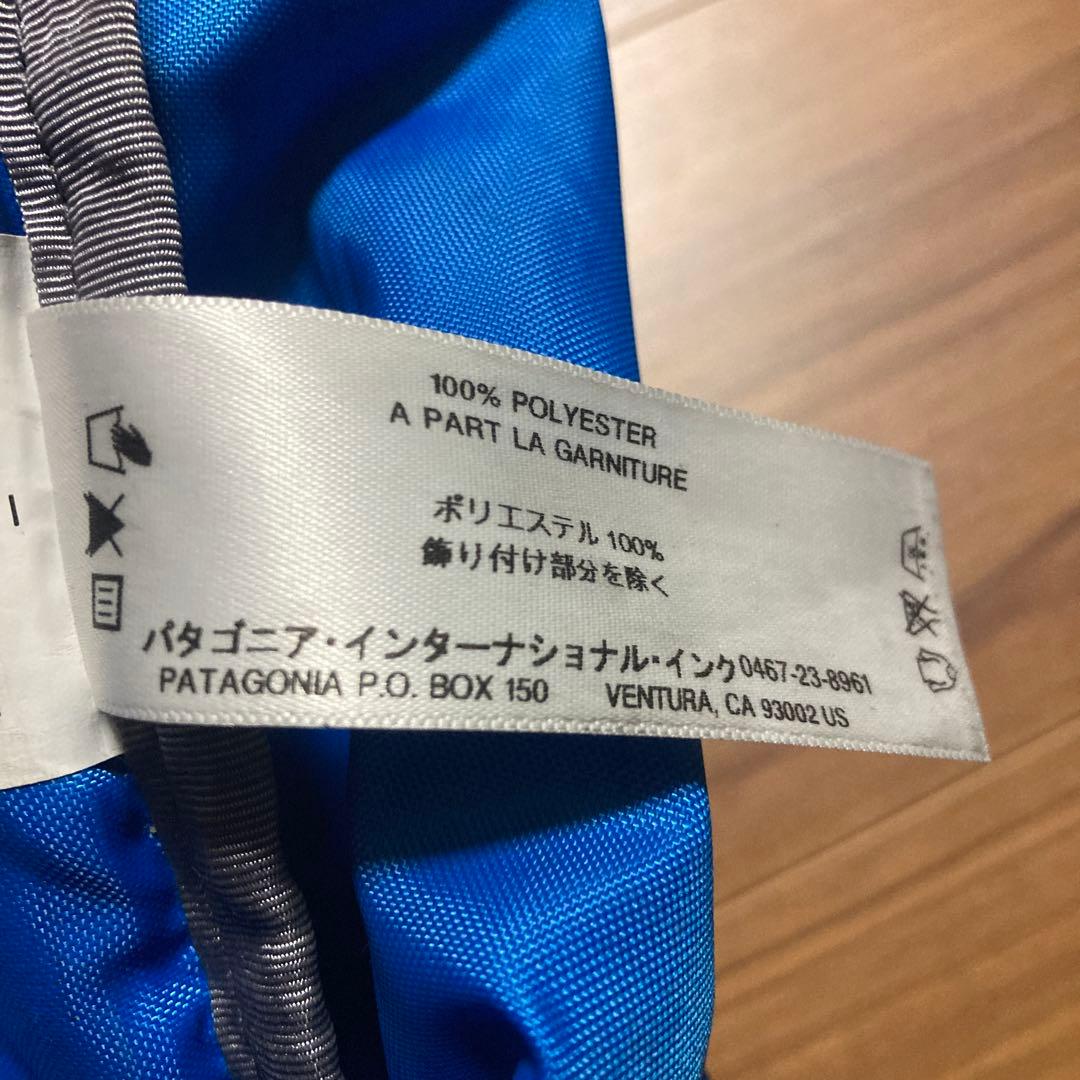 100% POLYESTER
A PART LA GARNITURE
ポリエステル 100%
飾り付け部分を除く
パタゴニア・インターナショナル・インク0467-23-8961
PATAGONIA P.O. BOX 150 VENTURA, CA 93002 US